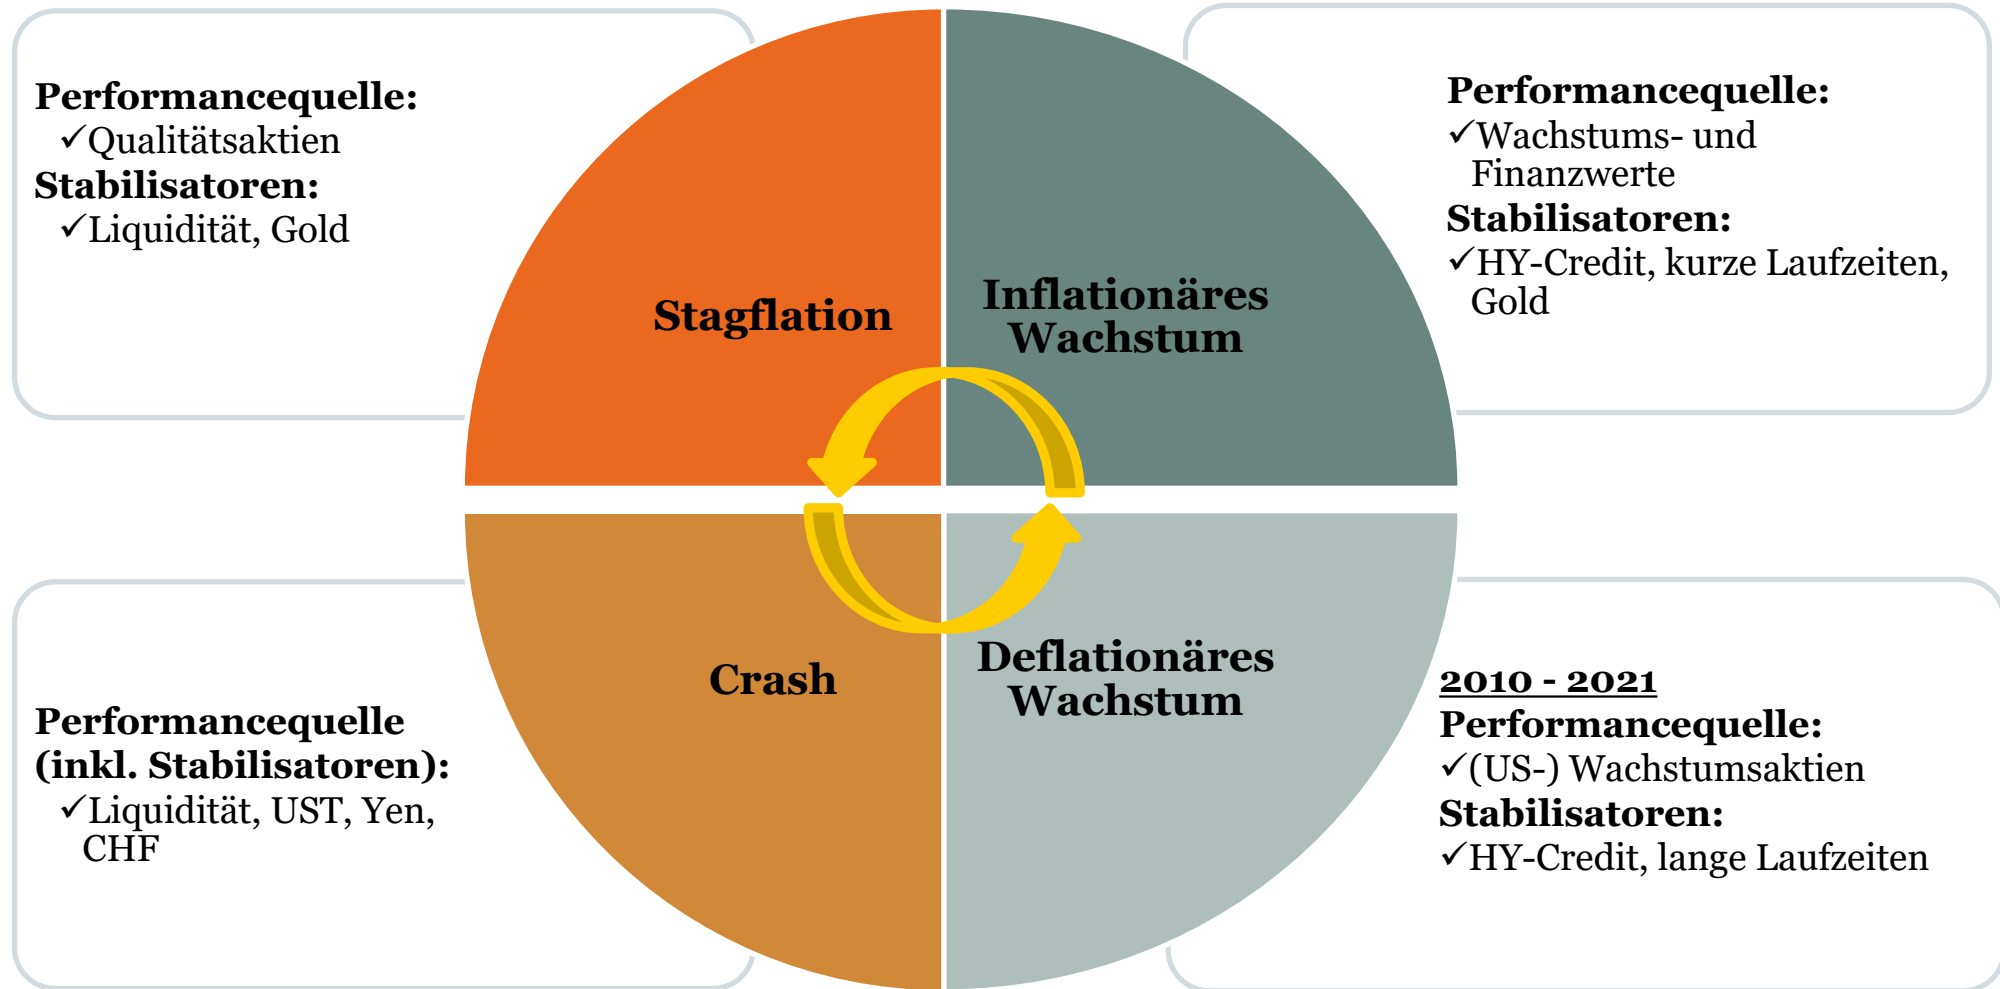 Performancequelle:
✓Qualitätsaktien
Stabilisatoren:
✓Liquidität, Gold
Stagflation
Inflationäres
Wachstum
Performancequelle:
✓Wachstums- und
Finanzwerte
Stabilisatoren:
✓HY-Credit, kurze Laufzeiten,
Gold
Performancequelle
(inkl. Stabilisatoren):
✓Liquidität, UST, Yen,
CHF
Crash
Deflationäres
Wachstum
2010 - 2021
Performancequelle:
✓(US-) Wachstumsaktien
Stabilisatoren:
✓HY-Credit, lange Laufzeiten